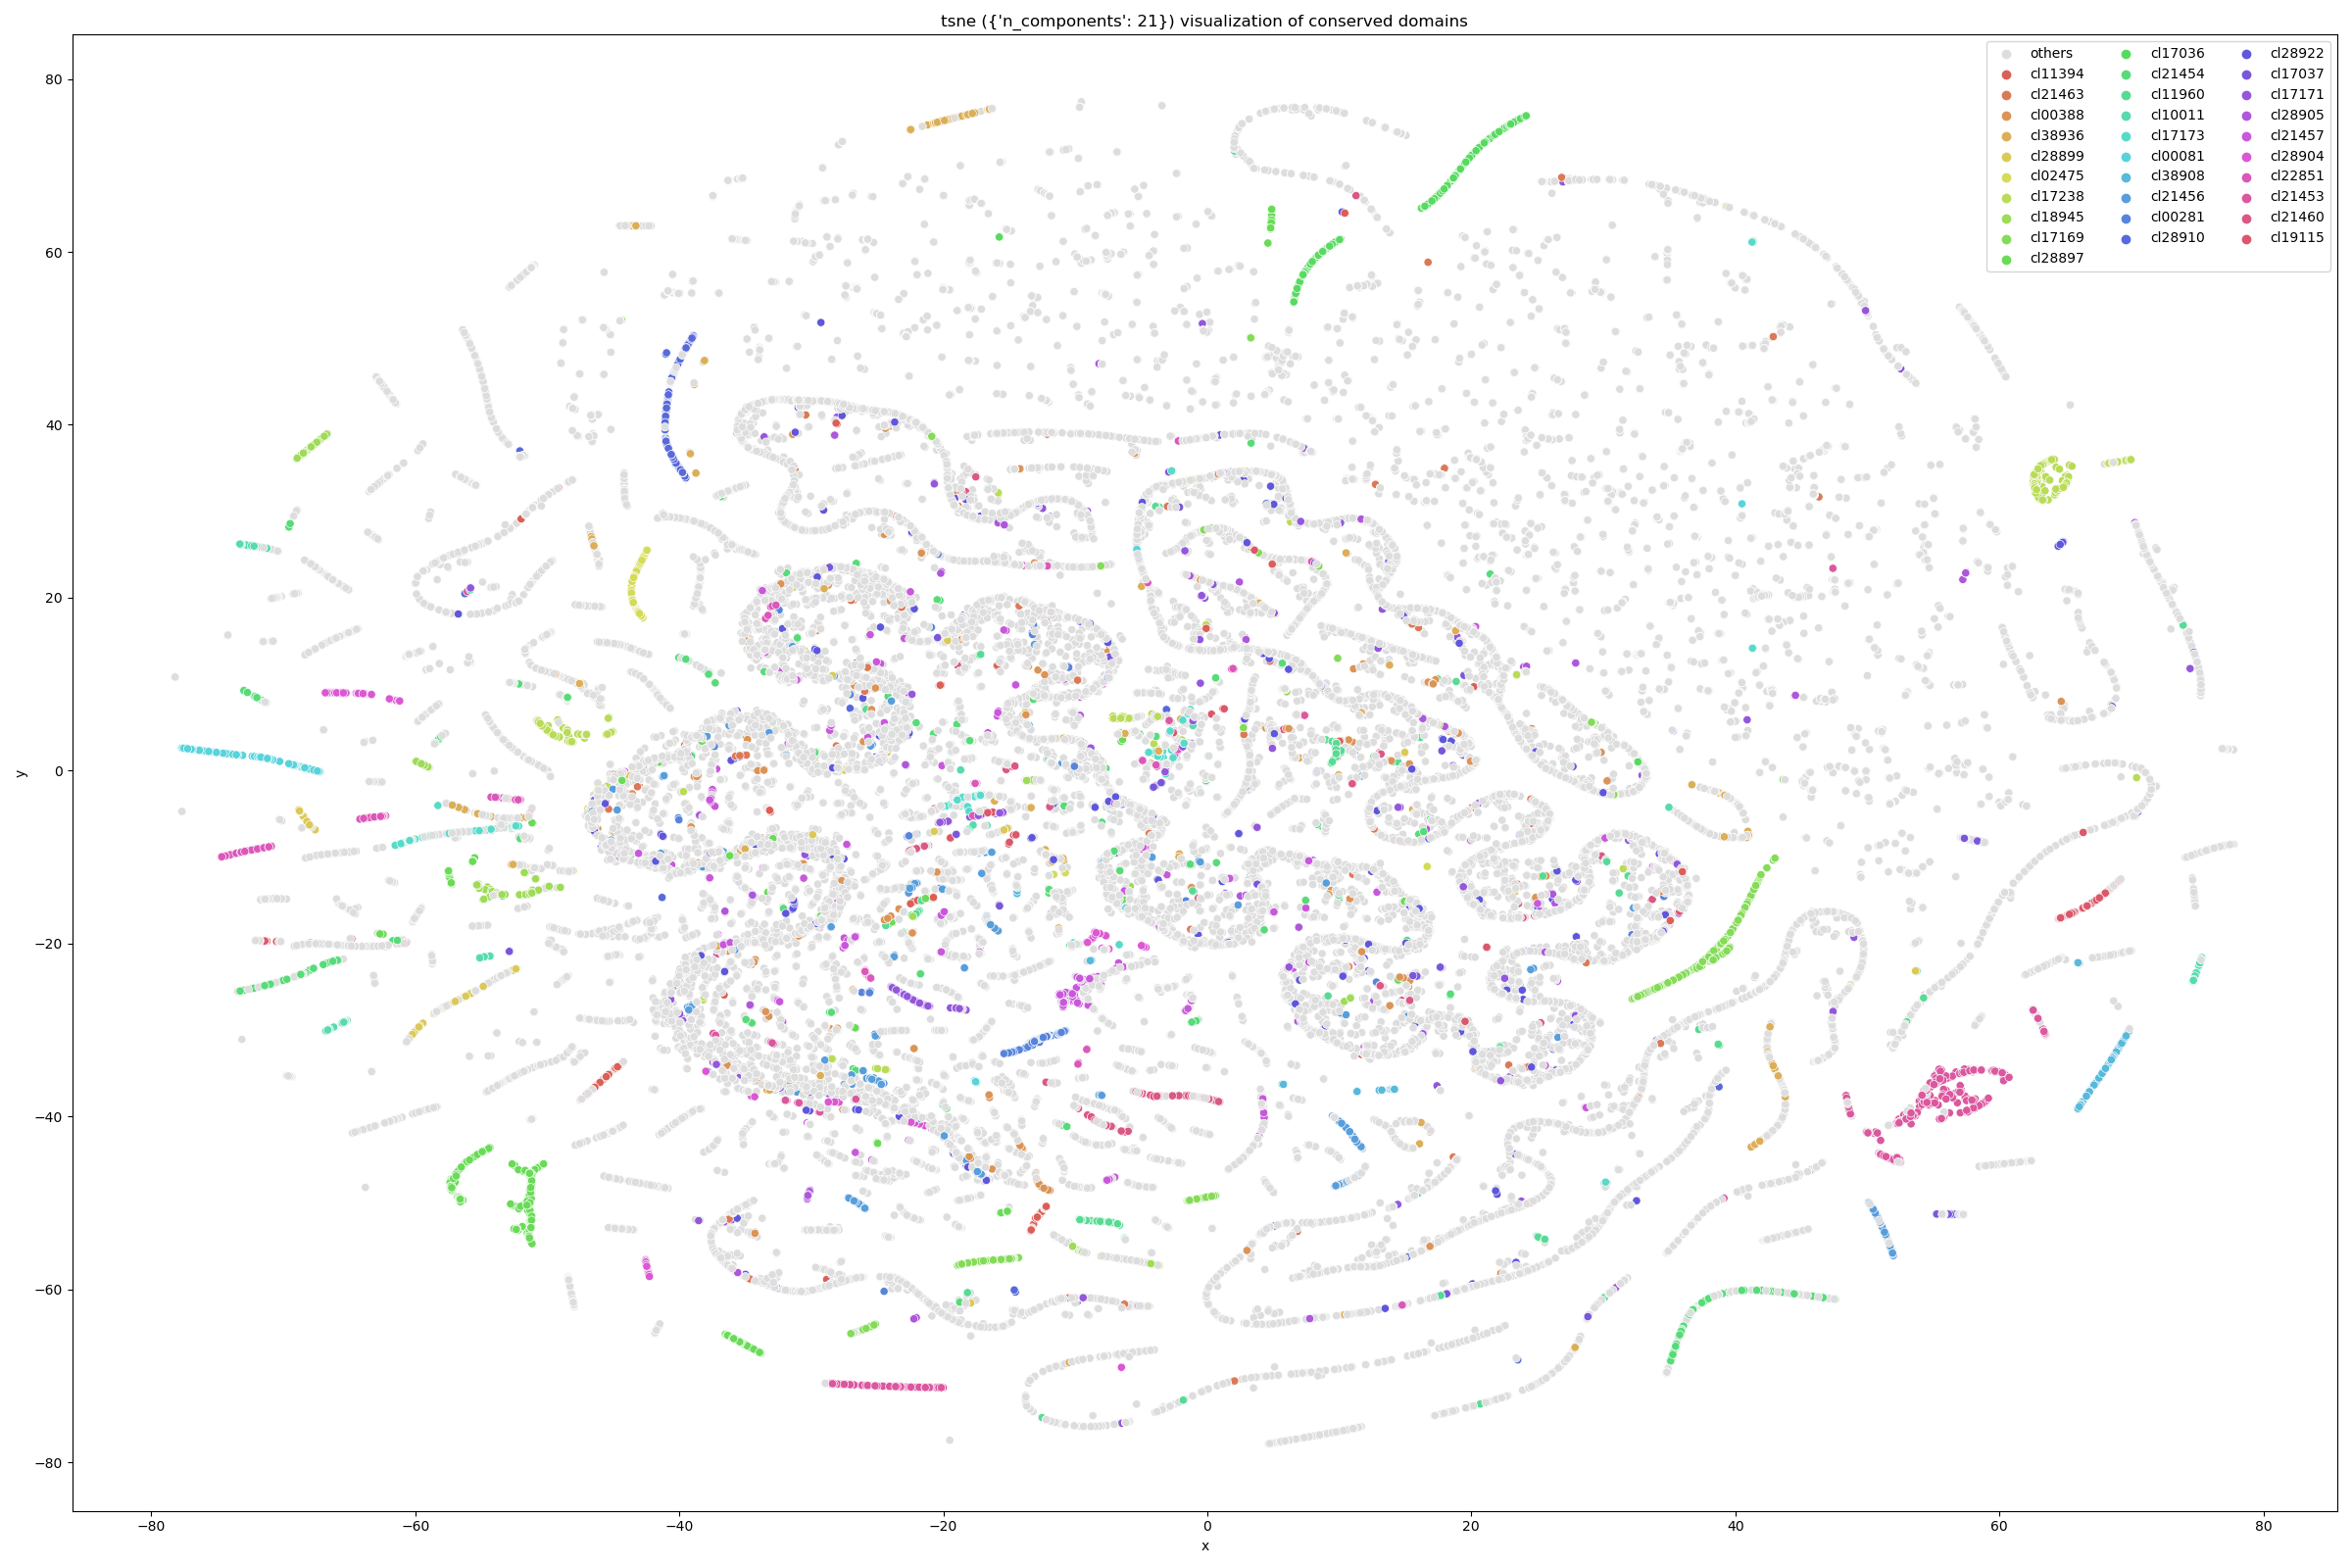 tsne ({'n_components': 21}) visualization of conserved domains
others
cl11394
cl21463
cl00388
cl38936
cl28899
cl02475
cl17238
cl18945
cl17169
cl28897
cl17036
cl21454
cl11960
cl10011
cl17173
cl00081
cl38908
cl21456
cl00281
cl28910
cl28922
cl17037
cl17171
cl28905
cl21457
cl28904
cl22851
cl21453
cl21460
cl19115
80
60
40
20
0
−20
−40
−60
−80
y
−80 −60 −40 −20 0 20 40 60 80
x